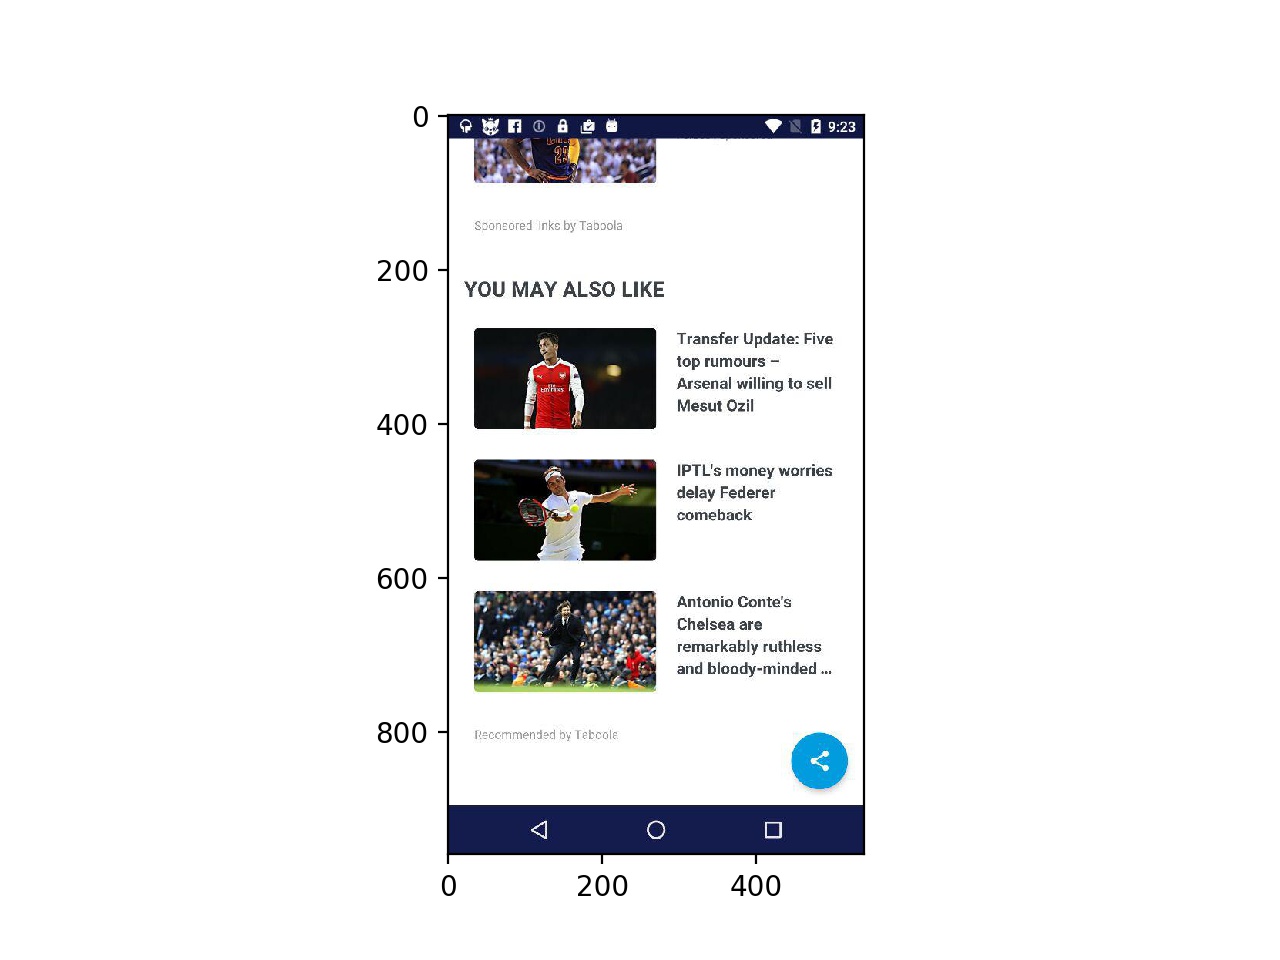 0
9:23
Sponsored links by Taboola
200
YOU MAY ALSO LIKE
Transfer Update: Five
top rumours –
Arsenal willing to sell
Mesut Ozil
400
IPTL's money worries
delay Federer
comeback
600
Antonio Conte's
Chelsea are
remarkably ruthless
and bloody-minded ...
800
Recommended by Taboola
0 200 400